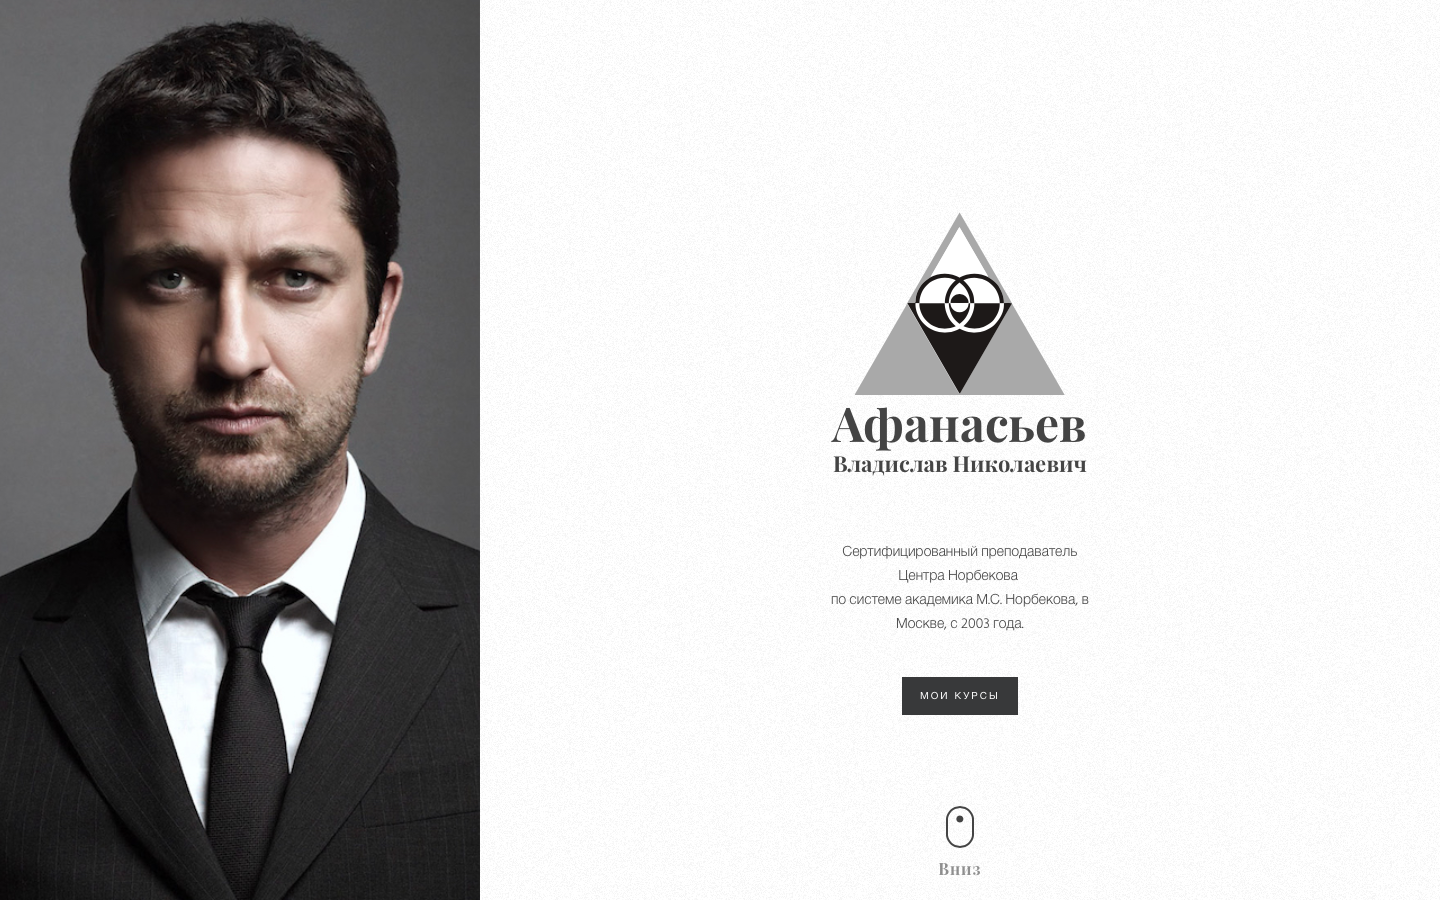 Афанасьев
Владислав Николаевич
Сертифицированный преподаватель
Центра Норбекова
по системе академика М.С. Норбекова, в
Москве, с 2003 года.
МОИ КУРСЫ
Вниз